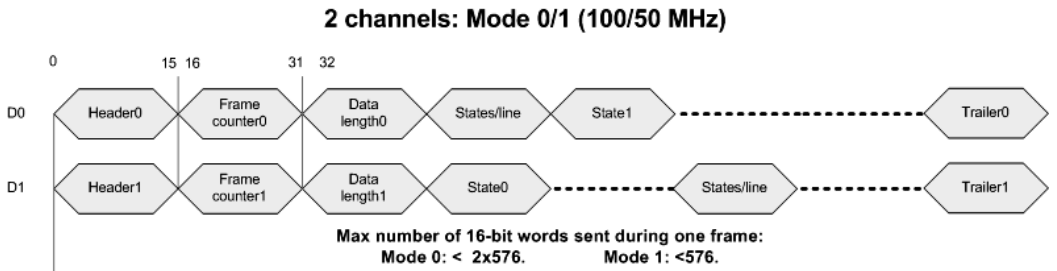 2 channels: Mode 0/1 (100/50 MHz)
0 15 16 31 32
D0 Header0 Frame counter0 Data length0 States/line State1 Trailer0
D1 Header1 Frame counter1 Data length1 State0 States/line Trailer1
Max number of 16-bit words sent during one frame:
Mode 0: < 2x576. Mode 1: <576.